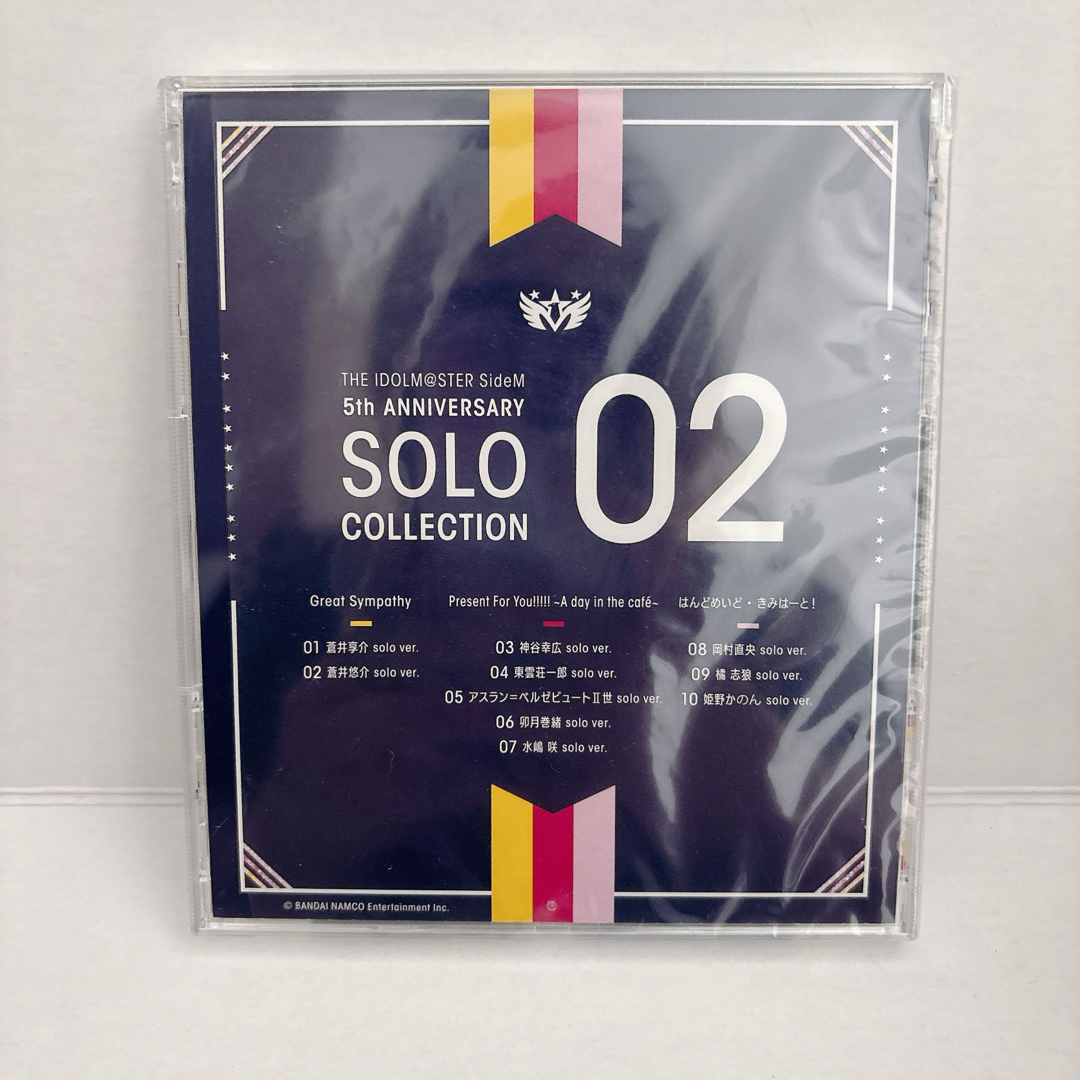 THE IDOLM@STER SideM
5th ANNIVERSARY
SOLO
COLLECTION
02
Great Sympathy
01 蒼井享介 solo ver.
02 蒼井悠介 solo ver.
Present For You!!!!! ~A day in the café~
03 神谷幸広 solo ver.
04 東雲荘一郎 solo ver.
05 アスラン=ベルゼビュートⅡ世 solo ver.
06 卯月巻緒 solo ver.
07 水嶋 咲 solo ver.
はんどめいど・きみはーと!
08 岡村直央 solo ver.
09 橘 志狼 solo ver.
10 姫野かのん solo ver.
© BANDAI NAMCO Entertainment Inc.